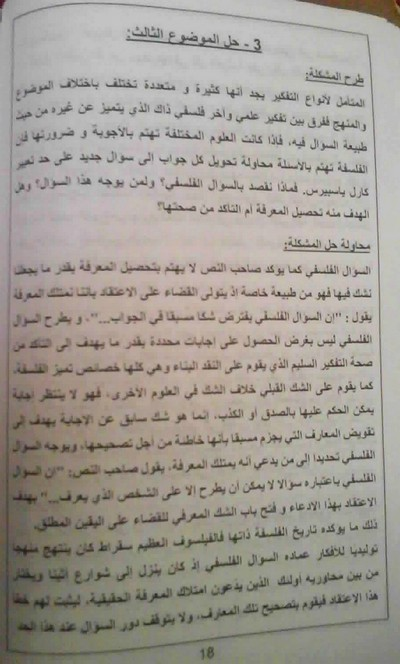 3 - حل الموضوع الثالث:
طرح المشكلة:
المتأمل لأنواع التفكير يجد أنها كثيرة و متعددة تختلف باختلاف الموضوع
والمنهج ففرق بين تفكير علمي وآخر فلسفي ذاك الذي يتميز عن غيره من حيث
طبيعة السؤال فيه، فإذا كانت العلوم المختلفة تهتم بالأجوبة و ضرورتها فإن
الفلسفة تهتم بالأسئلة محاولة تحويل كل جواب إلى سؤال جديد على حد تعبير
كارل ياسبيرس. فماذا نقصد بالسؤال الفلسفي؟ ولمن يوجه هذا السؤال؟ وهل
الهدف منه تحصيل المعرفة أم التأكد من صحتها؟
محاولة حل المشكلة:
السؤال الفلسفي كما يؤكد صاحب النص لا يهتم بتحصيل المعرفة بقدر ما يجعلنا
نشك فيها فهو من طبيعة خاصة إذ يتولى القضاء على الاعتقاد بأننا نمتلك المعرفة
يقول : "إن السؤال الفلسفي يفترض شكا مسبقا في الجواب..."، و يطرح السؤال
الفلسفي ليس بغرض الحصول على إجابات محددة بقدر ما يهدف إلى التأكد من
صحة التفكير السليم الذي يقوم على النقد البناء وهي كلها خصائص تميز الفلسفة،
كما يقوم على الشك القبلي خلاف الشك في العلوم الأخرى، فهو لا ينتظر إجابة
يمكن الحكم عليها بالصدق أو الكذب، إنما هو شك سابق عن الإجابة يهدف إلى
تقويض المعارف التي يجزم مسبقا بأنها خاطئة من أجل تصحيحها، ويوجه السؤال
الفلسفي تحديدا إلى من يدعي أنه يمتلك المعرفة، يقول صاحب النص: "إن السؤال
الفلسفي باعتباره سؤالا لا يمكن أن يطرح إلا على الشخص الذي يعرف..." يهدف
الاعتقاد بهذا الادعاء و فتح باب الشك المعرفي للقضاء على اليقين المطلق.
ذلك ما يؤكده تاريخ الفلسفة ذاتها فالفيلسوف العظيم سقراط كان ينتهج منهجا
توليديا للأفكار عماده السؤال الفلسفي إذ كان ينزل إلى شوارع أثينا ويختار
من بين محاوريه أولئك الذين يدعون امتلاك المعرفة الحقيقية، ليثبت لهم خطأ
هذا الاعتقاد فيقوم بتصحيح تلك المعارف، ولا يتوقف دور السؤال عند هذا الحد
18